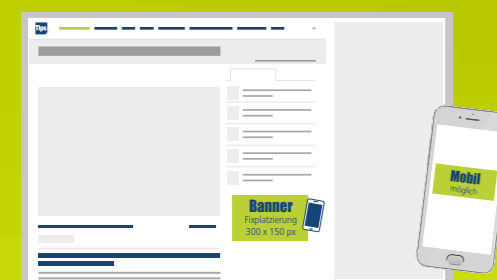 Tips
Banner
Fixplatzierung
300 x 150 px
Mobil
möglich